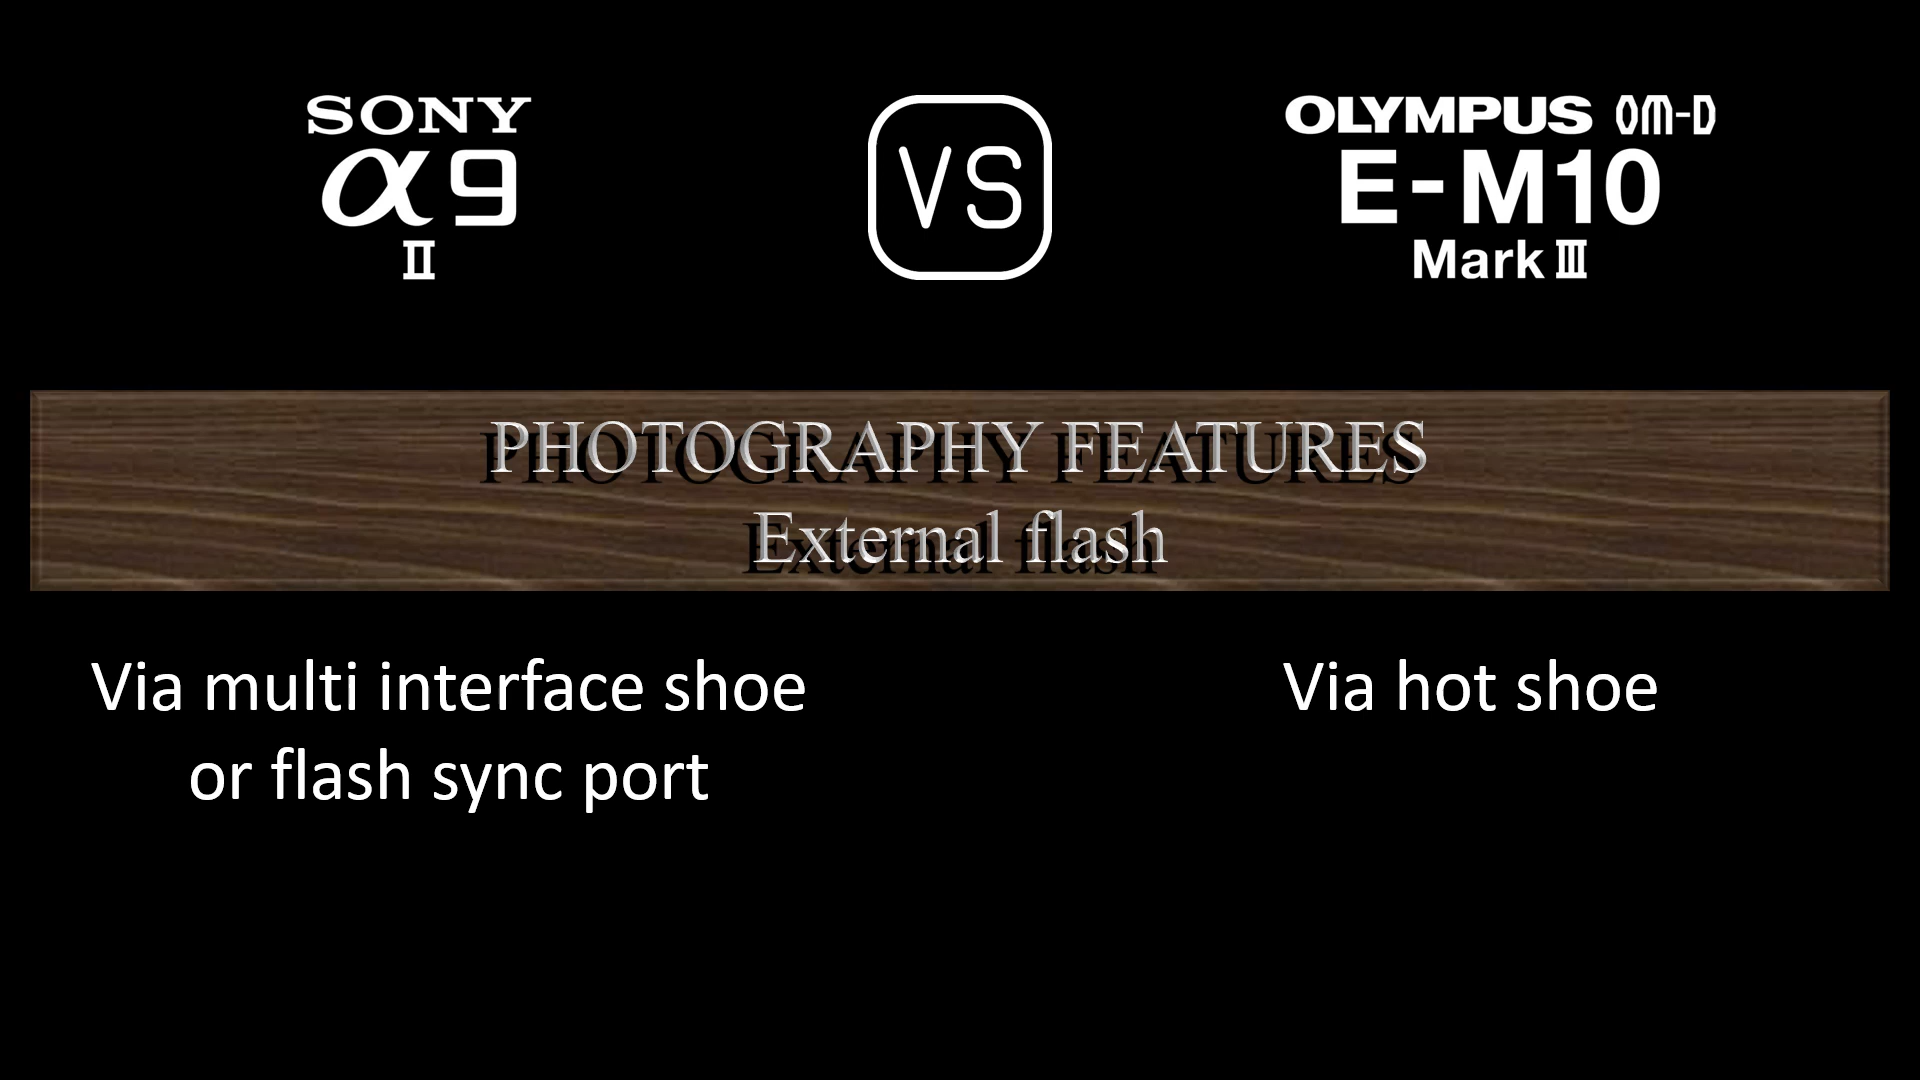 SONY
α9
II
VS
OLYMPUS OM-D
E-M10
Mark III
PHOTOGRAPHY FEATURES
External flash
Via multi interface shoe
or flash sync port
Via hot shoe